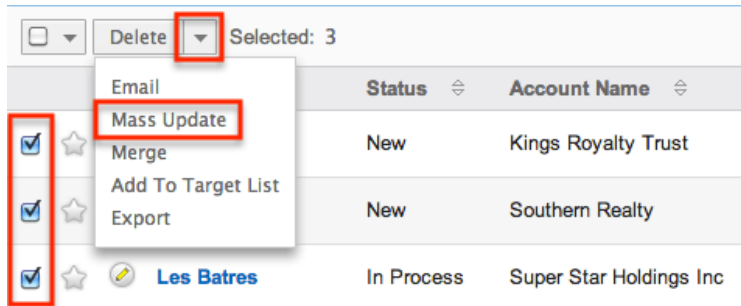 Delete Selected: 3
Email
Status Account Name
Mass Update
New Kings Royalty Trust
Merge
Add To Target List
New Southern Realty
Export
Les Batres In Process Super Star Holdings Inc